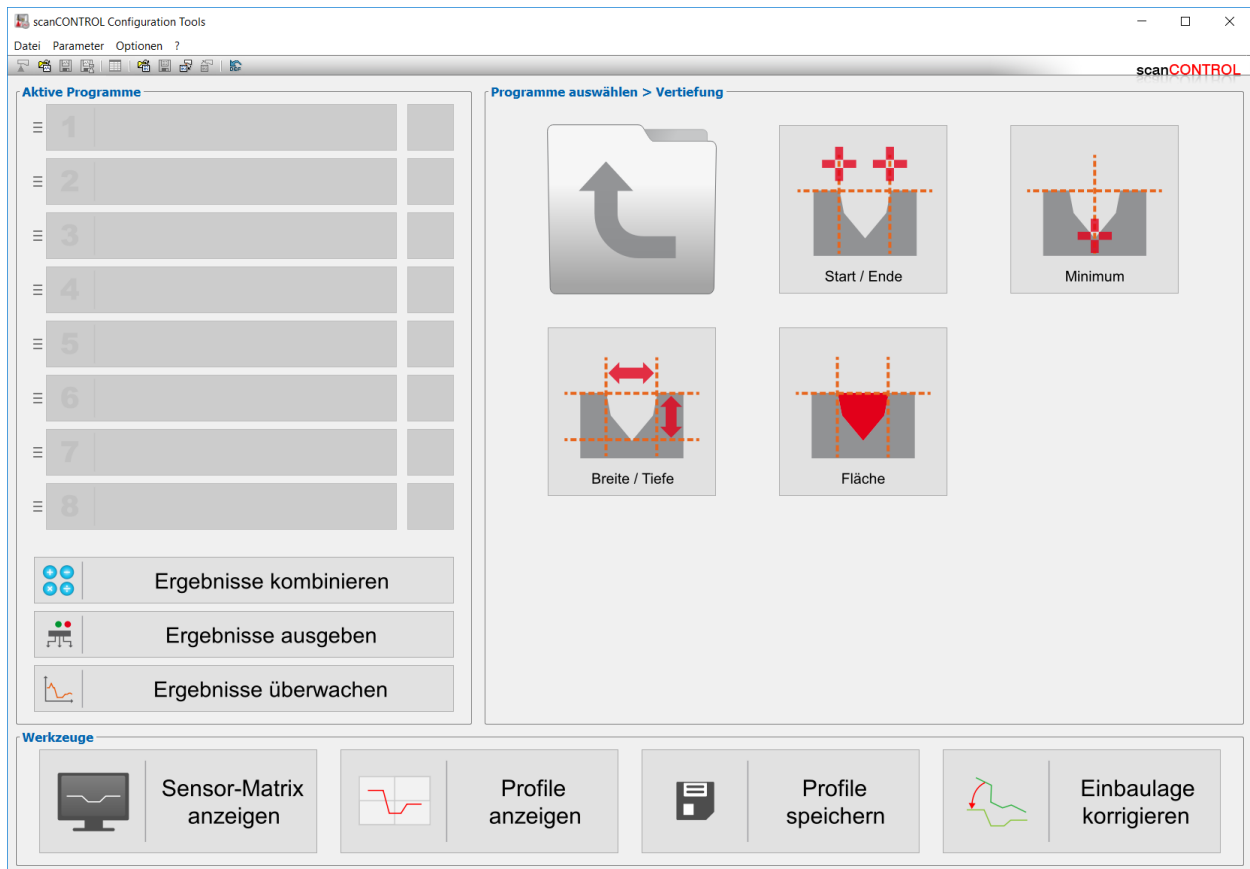 scanCONTROL Configuration Tools
Datei Parameter Optionen ?
scanCONTROL
Aktive Programme
1
2
3
4
5
6
7
8
Ergebnisse kombinieren
Ergebnisse ausgeben
Ergebnisse überwachen
Programme auswählen > Vertiefung
Start / Ende
Minimum
Breite / Tiefe
Fläche
Werkzeuge
Sensor-Matrix
anzeigen
Profile
anzeigen
Profile
speichern
Einbaulage
korrigieren